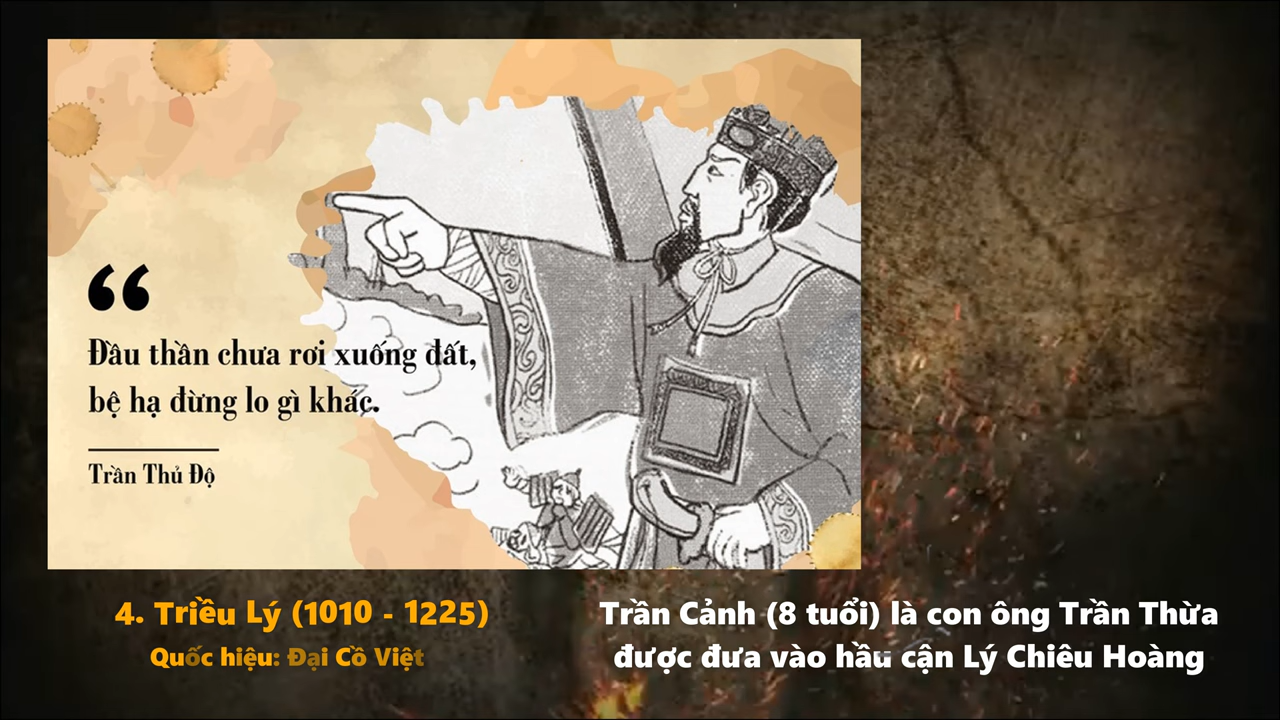 “
Đầu thần chưa rơi xuống đất,
bệ hạ đừng lo gì khác.
Trần Thủ Độ
4. Triều Lý (1010 - 1225)
Quốc hiệu: Đại Cồ Việt
Trần Cảnh (8 tuổi) là con ông Trần Thừa
được đưa vào hầu cận Lý Chiêu Hoàng